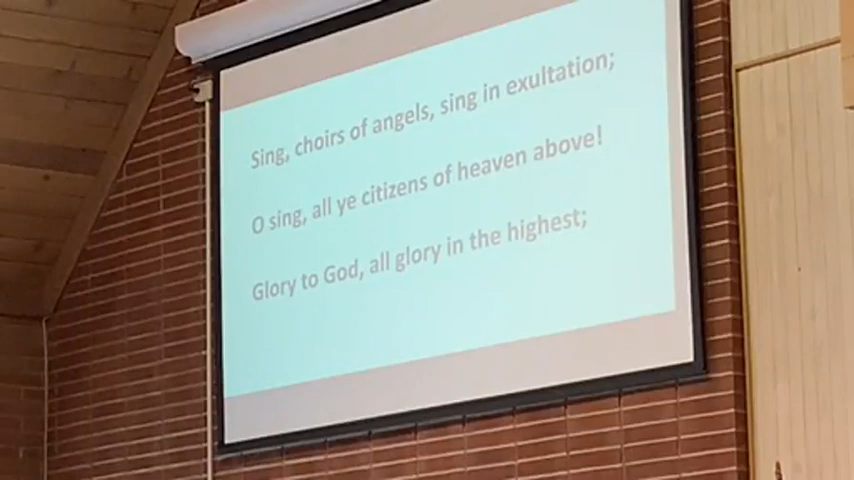 Sing, choirs of angels, sing in exultation;
O sing, all ye citizens of heaven above!
Glory to God, all glory in the highest;